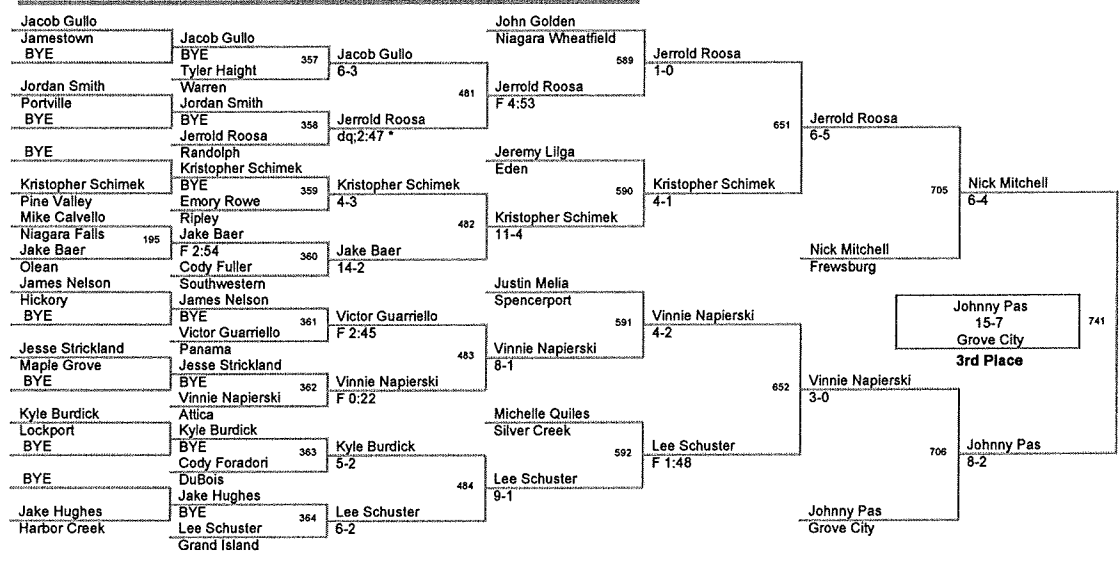 Jacob Gullo
Jamestown
BYE
Jordan Smith
Portville
BYE
BYE
Kristopher Schimek
Pine Valley
Mike Calvello
Niagara Falls
195
Jake Baer
Olean
James Nelson
Hickory
BYE
Jesse Strickland
Maple Grove
BYE
Kyle Burdick
Lockport
BYE
BYE
Jake Hughes
Harbor Creek
Jacob Gullo
BYE
357
Tyler Haight
Warren
Jordan Smith
BYE
358
Jerrold Roosa
Randolph
Kristopher Schimek
BYE
359
Emory Rowe
Ripley
Jake Baer
F 2:54
360
Cody Fuller
Southwestern
James Nelson
BYE
361
Victor Guarriello
Panama
Jesse Strickland
BYE
362
Vinnie Napierski
Attica
Kyle Burdick
BYE
363
Cody Foradori
DuBois
Jake Hughes
BYE
364
Lee Schuster
Grand Island
Jacob Gullo
6-3
481
Jerrold Roosa
dq;2:47 *
Kristopher Schimek
4-3
482
Jake Baer
14-2
Victor Guarriello
F 2:45
483
Vinnie Napierski
F 0:22
Kyle Burdick
5-2
484
Lee Schuster
6-2
John Golden
Niagara Wheatfield
589
Jerrold Roosa
F 4:53
Jeremy Lilga
Eden
590
Kristopher Schimek
11-4
Justin Melia
Spencerport
591
Vinnie Napierski
8-1
Michelle Quiles
Silver Creek
592
Lee Schuster
9-1
Jerrold Roosa
1-0
651
Kristopher Schimek
4-1
Vinnie Napierski
4-2
652
Lee Schuster
F 1:48
Jerrold Roosa
6-5
705
Nick Mitchell
Frewsburg
Vinnie Napierski
3-0
706
Johnny Pas
Grove City
Nick Mitchell
6-4
Johnny Pas
15-7
Grove City
741
3rd Place
Johnny Pas
8-2